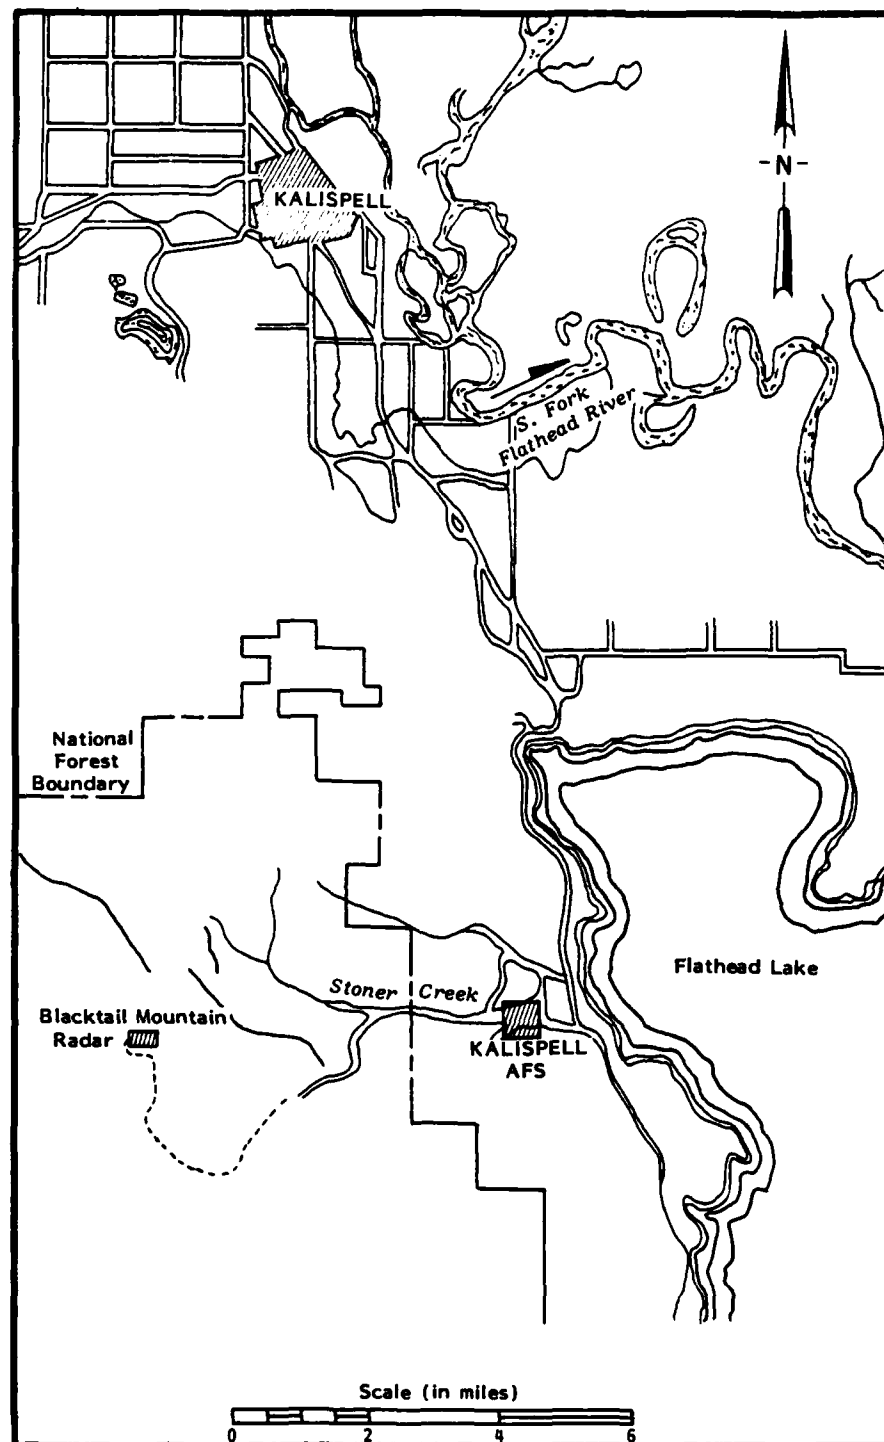 KALISPELL
-N-
S. Fork
Flathead River
National
Forest
Boundary
Flathead Lake
Stoner Creek
Blacktail Mountain
Radar
KALISPELL
AFS
Scale (in miles)
0 2 4 6